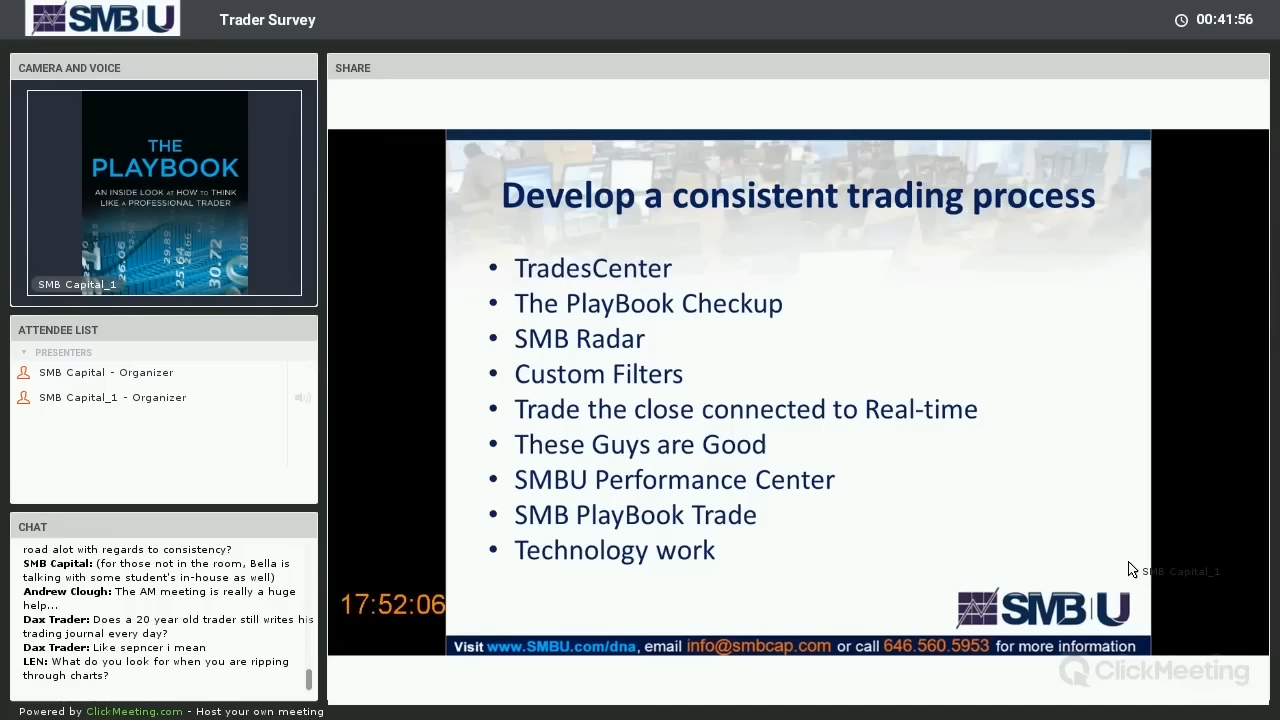 SMB U
Trader Survey
00:41:56
CAMERA AND VOICE
THE
PLAYBOOK
AN INSIDE LOOK AT HOW TO THINK
LIKE A PROFESSIONAL TRADER
26.06
25.64
28.66
30.72
SMB Capital_1
ATTENDEE LIST
PRESENTERS
SMB Capital - Organizer
SMB Capital_1 - Organizer
CHAT
road alot with regards to consistency?
SMB Capital: (for those not in the room, Bella is
talking with some student's in-house as well)
Andrew Clough: The AM meeting is really a huge
help...
Dax Trader: Does a 20 year old trader still writes his
trading journal every day?
Dax Trader: Like sepncer i mean
LEN: What do you look for when you are ripping
through charts?
SHARE
Develop a consistent trading process
• TradesCenter
• The PlayBook Checkup
• SMB Radar
• Custom Filters
• Trade the close connected to Real-time
• These Guys are Good
• SMBU Performance Center
• SMB PlayBook Trade
• Technology work
SMB Capital_1
17:52:06
SMB U
Visit www.SMBU.com/dna, email info@smbcap.com or call 646.560.5953 for more information
ClickMeeting
Powered by ClickMeeting.com - Host your own meeting